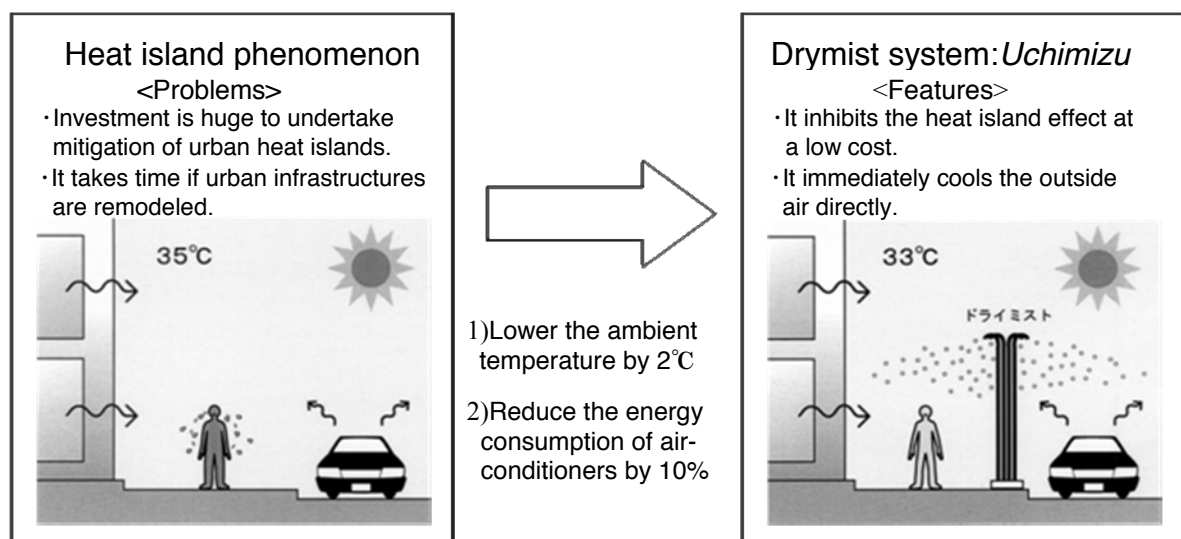 Heat island phenomenon
<Problems>
・Investment is huge to undertake
mitigation of urban heat islands.
・It takes time if urban infrastructures
are remodeled.
35℃
1)Lower the ambient
temperature by 2℃
2)Reduce the energy
consumption of air-
conditioners by 10%
Drymist system:Uchimizu
<Features>
・It inhibits the heat island effect at
a low cost.
・It immediately cools the outside
air directly.
33℃
ドライミスト